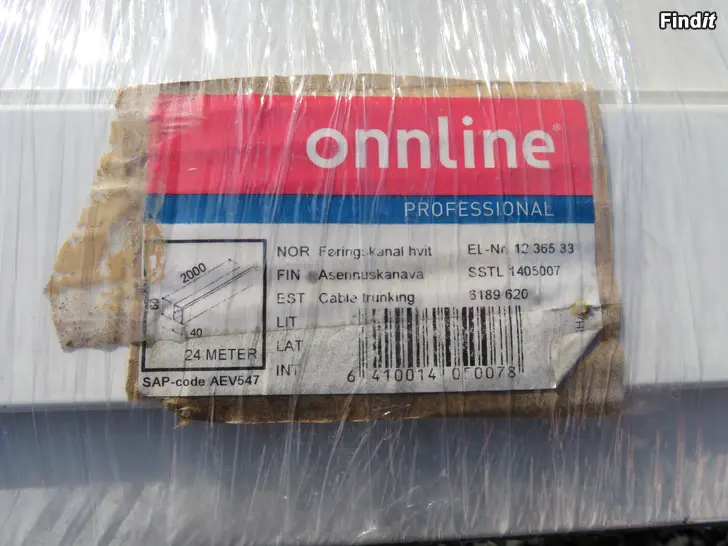 Findit
onnline®
PROFESSIONAL
NOR Føringskanal hvit EL-Nr. 12 365 33
FIN Asennuskanava SSTL 1405007
EST Cable trunking 6189 620
LIT
LAT
INT
2000
60
40
24 METER
SAP-code AEV547
6 410014 050078
H